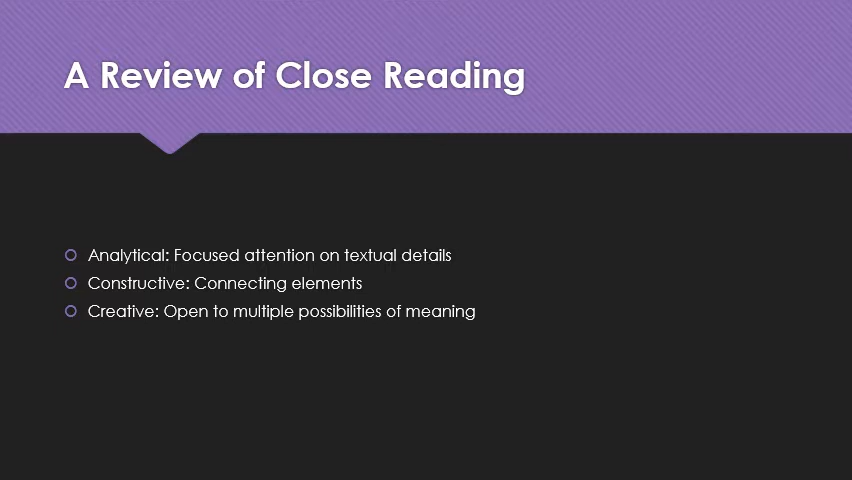 A Review of Close Reading
Analytical: Focused attention on textual details
Constructive: Connecting elements
Creative: Open to multiple possibilities of meaning